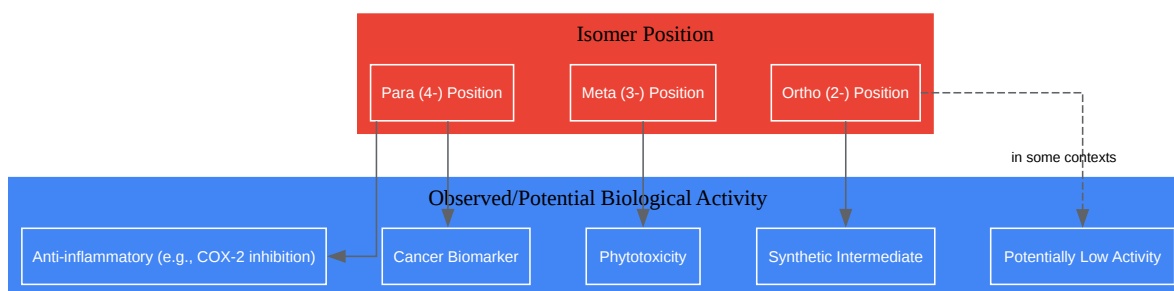 Isomer Position
Para (4-) Position
Meta (3-) Position
Ortho (2-) Position
in some contexts
Observed/Potential Biological Activity
Anti-inflammatory (e.g., COX-2 inhibition)
Cancer Biomarker
Phytotoxicity
Synthetic Intermediate
Potentially Low Activity